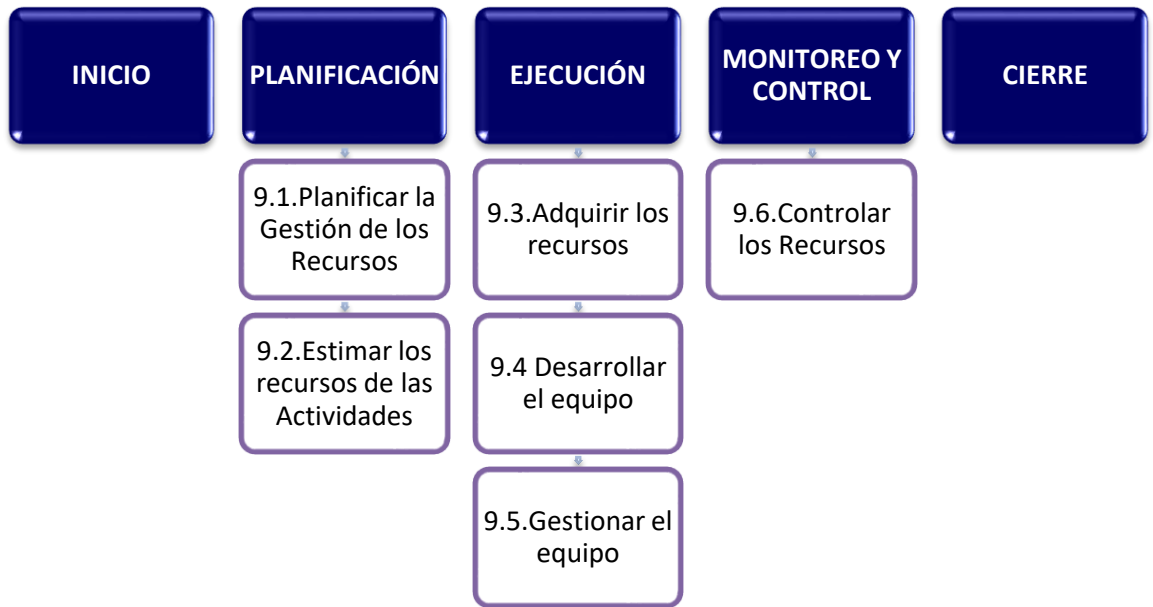 INICIO
PLANIFICACIÓN
EJECUCIÓN
MONITOREO Y
CONTROL
CIERRE
9.1.Planificar la
Gestión de los
Recursos
9.2.Estimar los
recursos de las
Actividades
9.3.Adquirir los
recursos
9.4 Desarrollar
el equipo
9.5.Gestionar el
equipo
9.6.Controlar
los Recursos